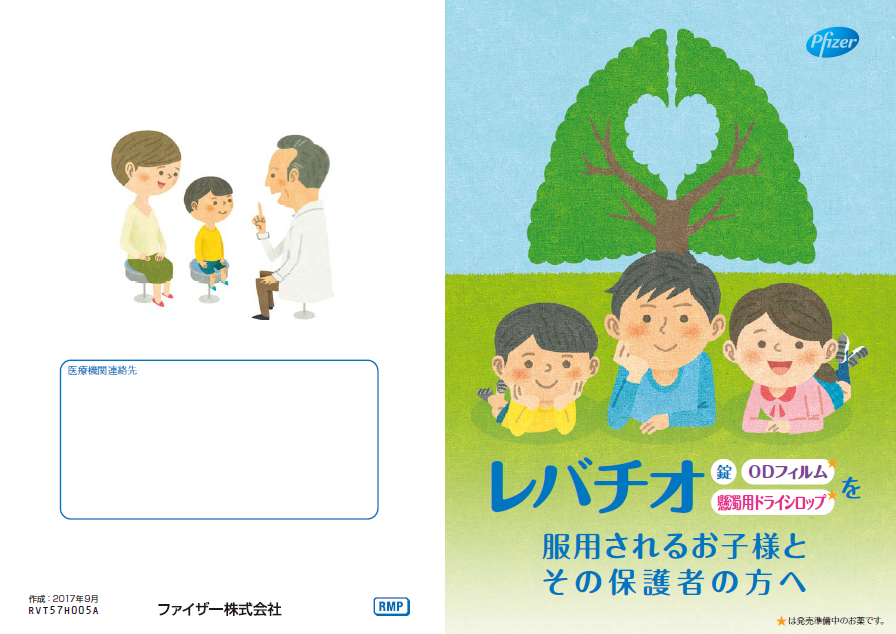 医療機関連絡先
作成：2017年9月
RVT57H005A
ファイザー株式会社
RMP
Pfizer
レバチオ 錠 ODフィルム★ 懸濁用ドライシロップ★ を
服用されるお子様と
その保護者の方へ
★は発売準備中のお薬です。